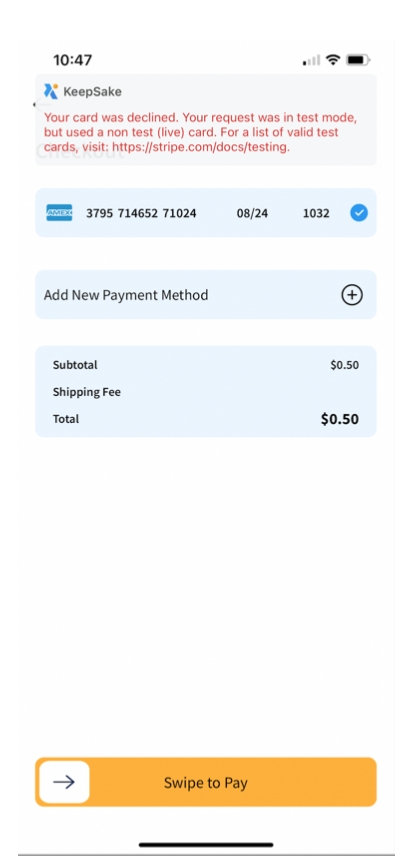 10:47
KeepSake
Your card was declined. Your request was in test mode,
but used a non test (live) card. For a list of valid test
cards, visit: https://stripe.com/docs/testing.
Checkout
AMEX 3795 714652 71024 08/24 1032
Add New Payment Method
Subtotal $0.50
Shipping Fee
Total $0.50
Swipe to Pay